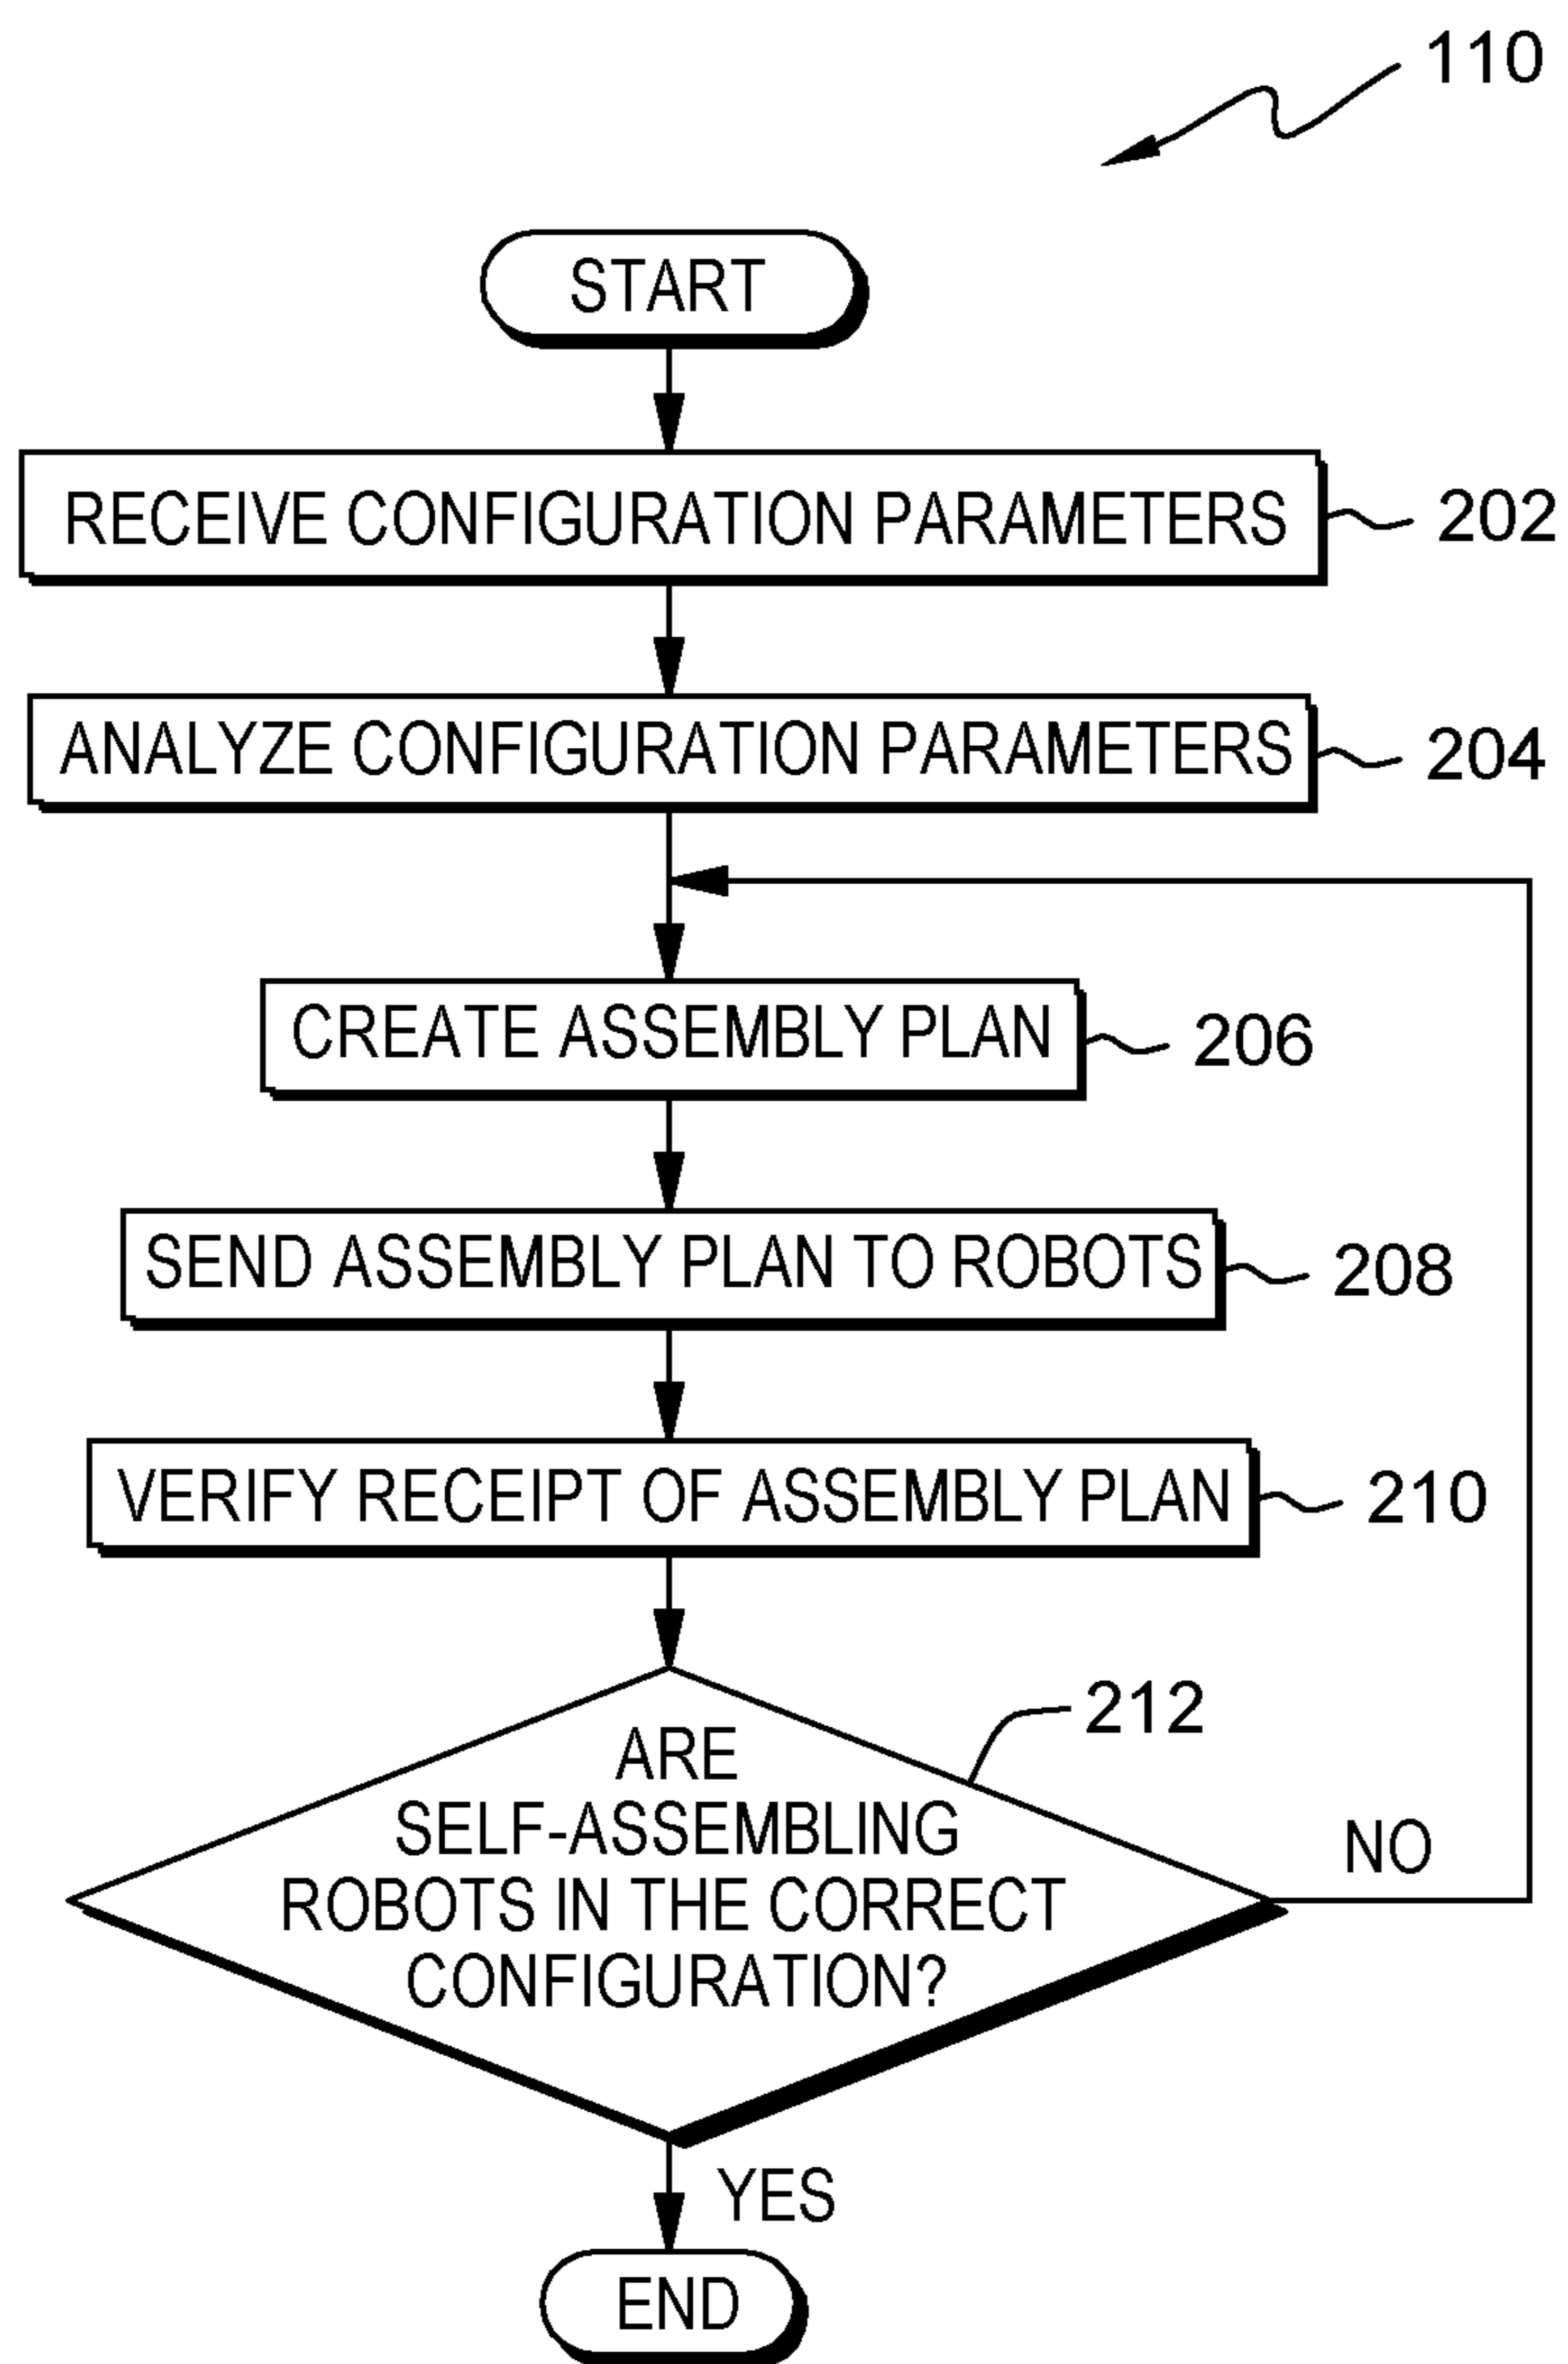 110
START
RECEIVE CONFIGURATION PARAMETERS
202
ANALYZE CONFIGURATION PARAMETERS
204
CREATE ASSEMBLY PLAN
206
SEND ASSEMBLY PLAN TO ROBOTS
208
VERIFY RECEIPT OF ASSEMBLY PLAN
210
212
ARE
SELF-ASSEMBLING
ROBOTS IN THE CORRECT
CONFIGURATION?
NO
YES
END